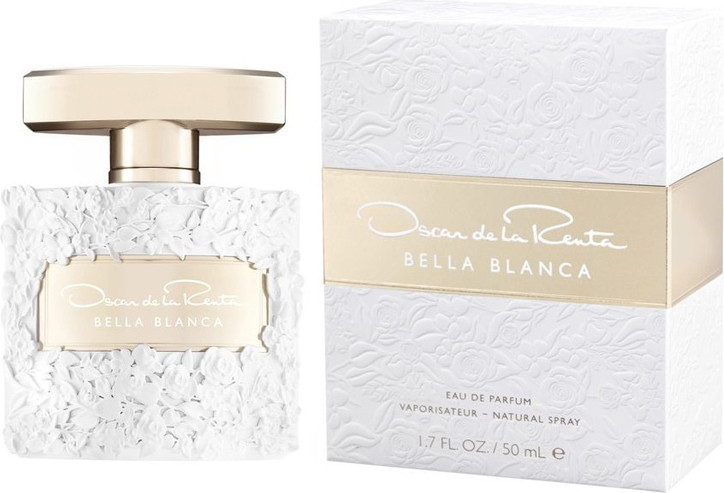 Oscar de la Renta
BELLA BLANCA
Oscar de la Renta
BELLA BLANCA
EAU DE PARFUM
VAPORISATEUR – NATURAL SPRAY
1.7 FL. OZ. / 50 mL ℮